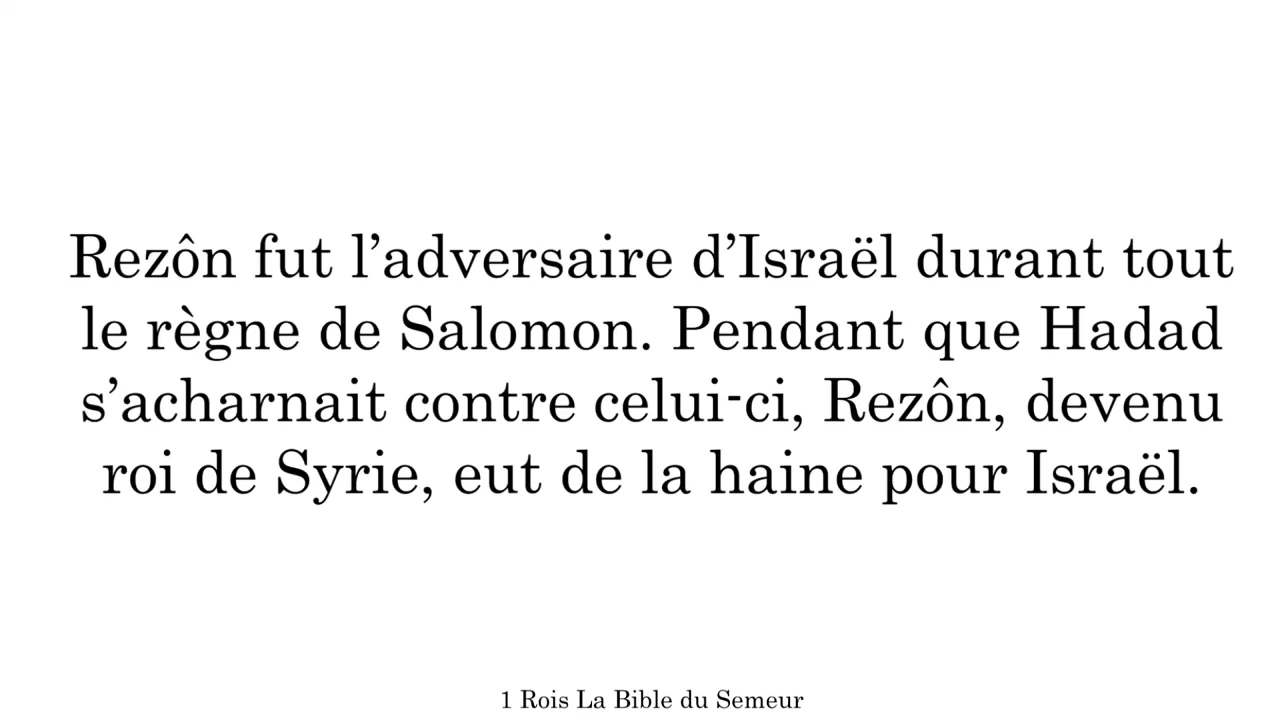 Rezôn fut l’adversaire d’Israël durant tout
le règne de Salomon. Pendant que Hadad
s’acharnait contre celui-ci, Rezôn, devenu
roi de Syrie, eut de la haine pour Israël.
1 Rois La Bible du Semeur